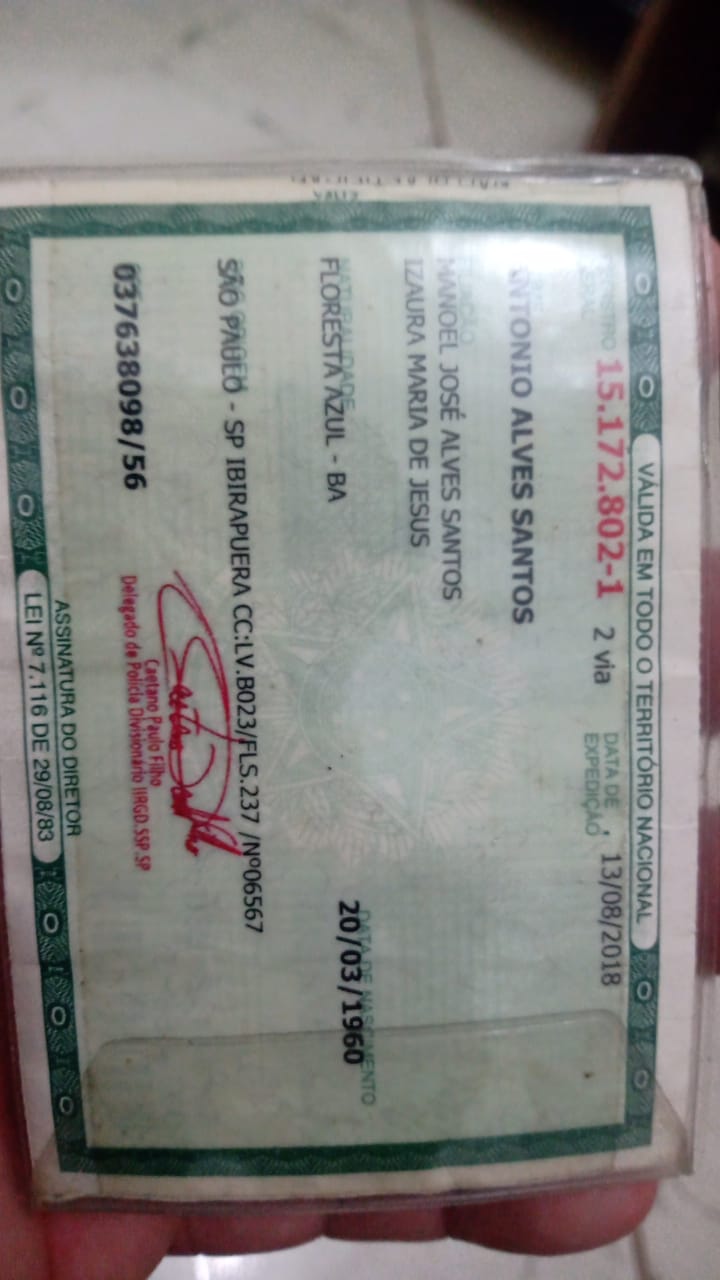 VÁLIDA EM TODO O TERRITÓRIO NACIONAL
REGISTRO GERAL 15.172.802-1 2 via DATA DE EXPEDIÇÃO 13/08/2018
ANTONIO ALVES SANTOS
FILIAÇÃO
MANOEL JOSÉ ALVES SANTOS
IZAURA MARIA DE JESUS
NATURALIDADE DATA DE NASCIMENTO
FLORESTA AZUL - BA 20/03/1960
SÃO PAULO - SP IBIRAPUERA CC:LV.B023/FLS.237 /Nº06567
037638098/56
Caetano Paulo Filho
Delegado de Polícia Divisionário IIRGD.SSP.SP
ASSINATURA DO DIRETOR
LEI Nº 7.116 DE 29/08/83